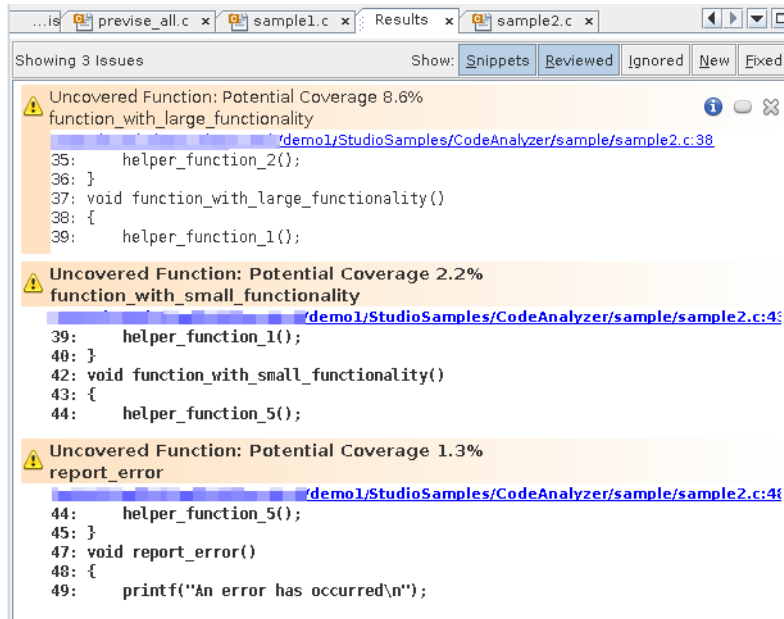 ...is previse_all.c x sample1.c x Results x sample2.c x
Showing 3 Issues Show: Snippets Reviewed Ignored New Fixed
Uncovered Function: Potential Coverage 8.6%
function_with_large_functionality
/demo1/StudioSamples/CodeAnalyzer/sample/sample2.c:38
35: helper_function_2();
36: }
37: void function_with_large_functionality()
38: {
39: helper_function_1();
Uncovered Function: Potential Coverage 2.2%
function_with_small_functionality
/demo1/StudioSamples/CodeAnalyzer/sample/sample2.c:43
39: helper_function_1();
40: }
42: void function_with_small_functionality()
43: {
44: helper_function_5();
Uncovered Function: Potential Coverage 1.3%
report_error
/demo1/StudioSamples/CodeAnalyzer/sample/sample2.c:48
44: helper_function_5();
45: }
47: void report_error()
48: {
49: printf("An error has occurred\n");